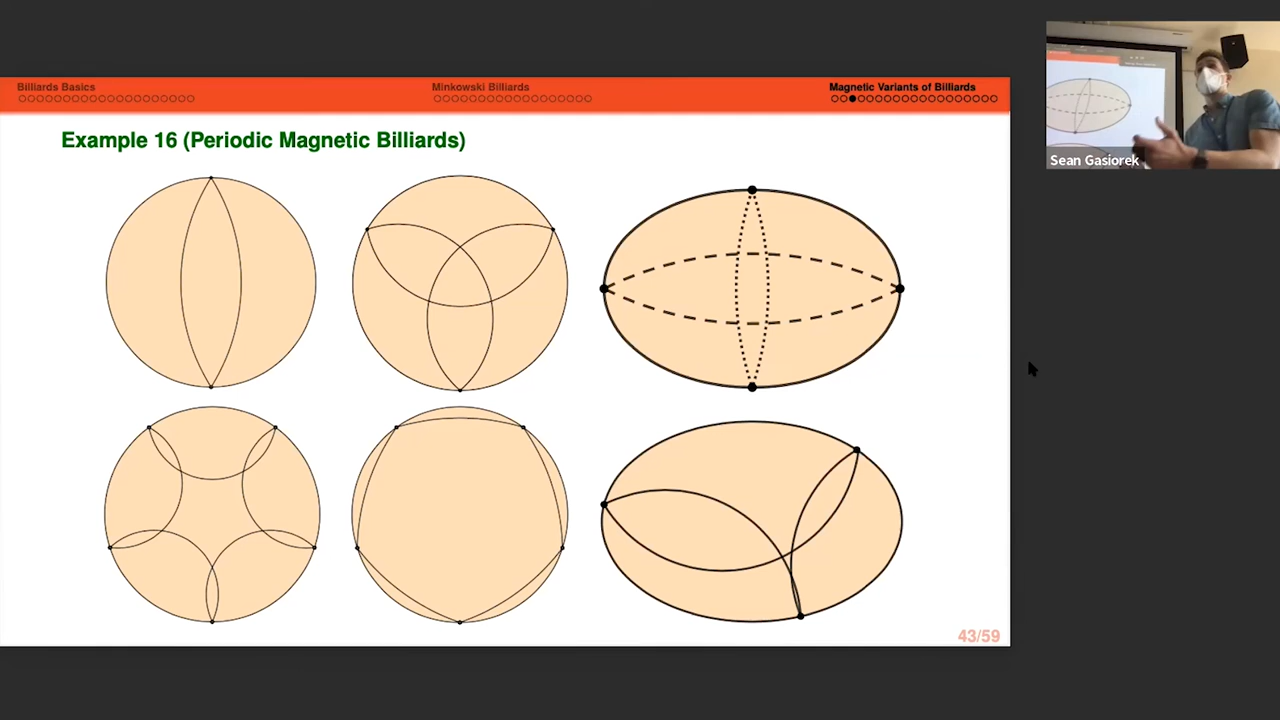 Billiards Basics
Minkowski Billiards
Magnetic Variants of Billiards
Example 16 (Periodic Magnetic Billiards)
43/59
Sean Gasiorek